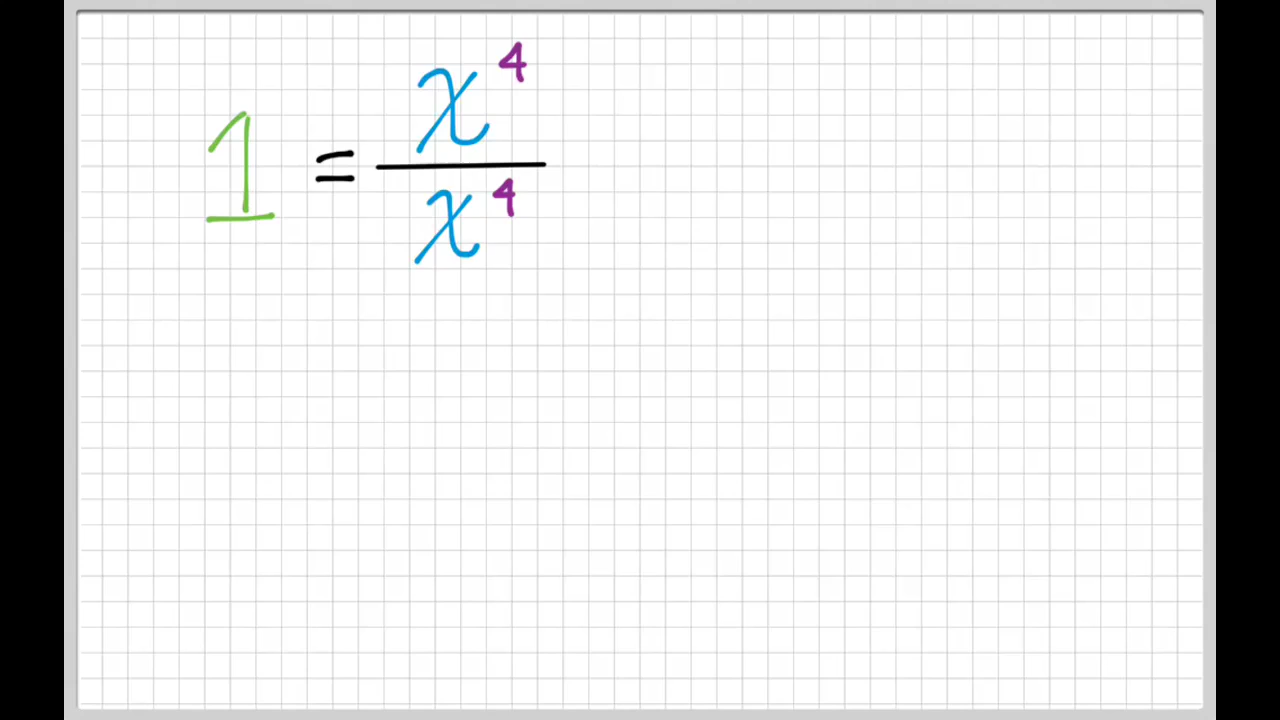 1 = x^4 / x^4